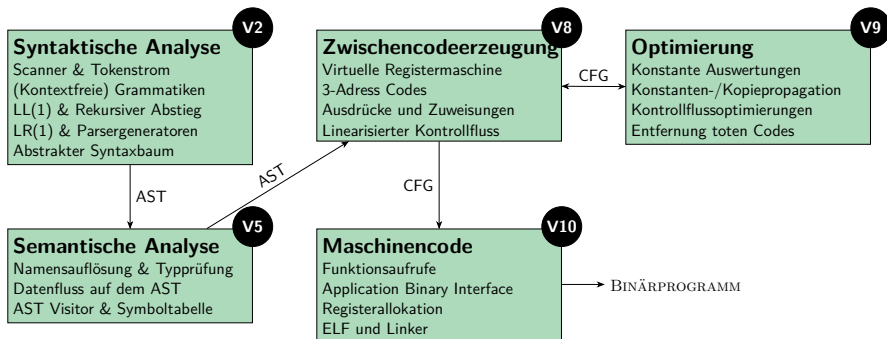 V2
Syntaktische Analyse
Scanner & Tokenstrom
(Kontextfreie) Grammatiken
LL(1) & Rekursiver Abstieg
LR(1) & Parsergeneratoren
Abstrakter Syntaxbaum
V8
Zwischencodeerzeugung
Virtuelle Registermaschine
3-Adress Codes
Ausdrücke und Zuweisungen
Linearisierter Kontrollfluss
CFG
V9
Optimierung
Konstante Auswertungen
Konstanten-/Kopiepropagation
Kontrollflussoptimierungen
Entfernung toten Codes
AST
AST
CFG
V5
Semantische Analyse
Namensauflösung & Typprüfung
Datenfluss auf dem AST
AST Visitor & Symboltabelle
V10
Maschinencode
Funktionsaufrufe
Application Binary Interface
Registerallokation
ELF und Linker
BINÄRPROGRAMM